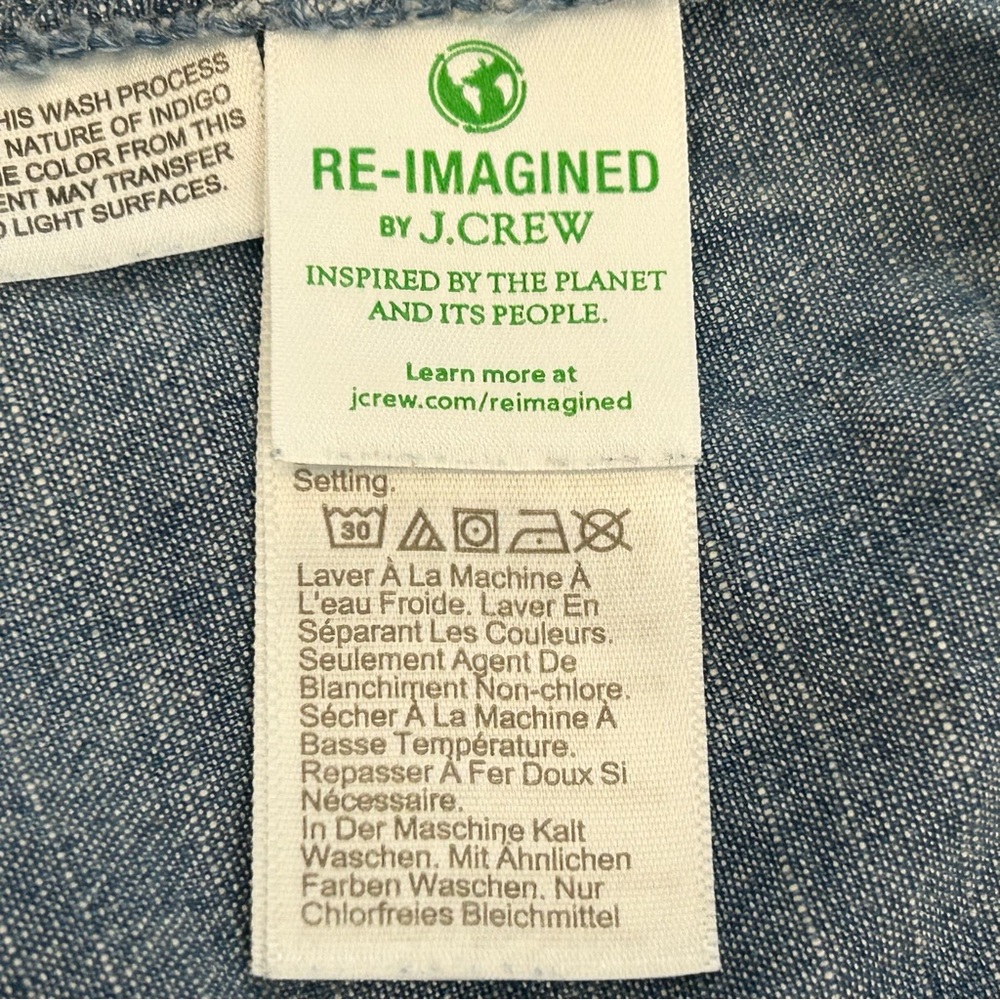 HIS WASH PROCESS
NATURE OF INDIGO
E COLOR FROM THIS
ENT MAY TRANSFER
O LIGHT SURFACES.
RE-IMAGINED
BY J.CREW
INSPIRED BY THE PLANET
AND ITS PEOPLE.
Learn more at
jcrew.com/reimagined
Setting.
30
Laver À La Machine À
L'eau Froide. Laver En
Séparant Les Couleurs.
Seulement Agent De
Blanchiment Non-chlore.
Sécher À La Machine À
Basse Température.
Repasser À Fer Doux Si
Nécessaire.
In Der Maschine Kalt
Waschen. Mit Ähnlichen
Farben Waschen. Nur
Chlorfreies Bleichmittel